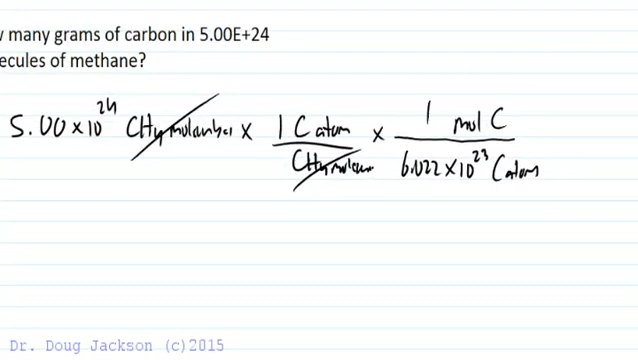 many grams of carbon in 5.00E+24
ecules of methane?
5.00 x 10^24 CH4 molecules x 1 C atom / CH4 molecule x 1 mol C / 6.022 x 10^23 C atoms
Dr. Doug Jackson (c)2015